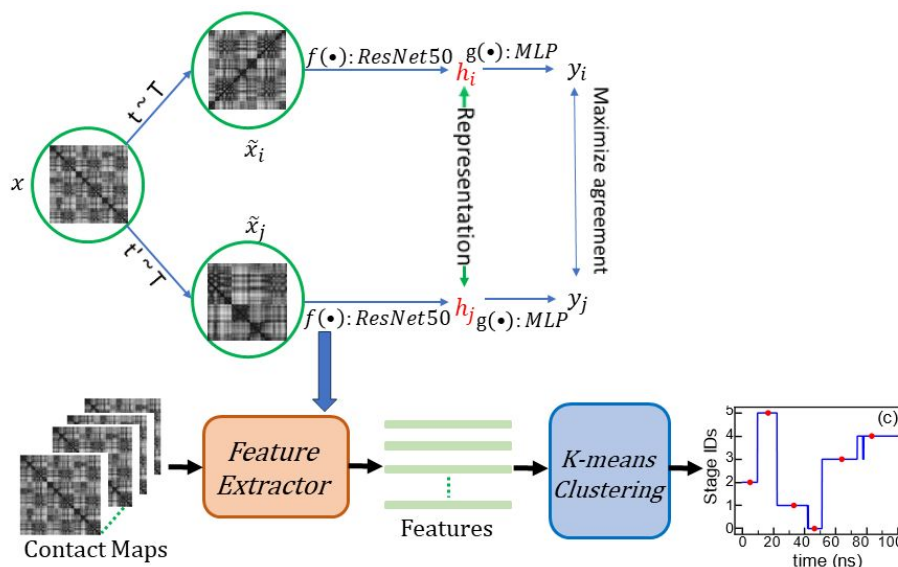 f(•): ResNet50
g(•): MLP
h_i
y_i
t ~ T
x̃_i
x
Representation
Maximize agreement
x̃_j
t' ~ T
f(•): ResNet50
h_j
g(•): MLP
y_j
Feature
Extractor
K-means
Clustering
Features
Contact Maps
(c)
Stage IDs
5
4
3
2
1
0
0 20 40 60 80 100
time (ns)